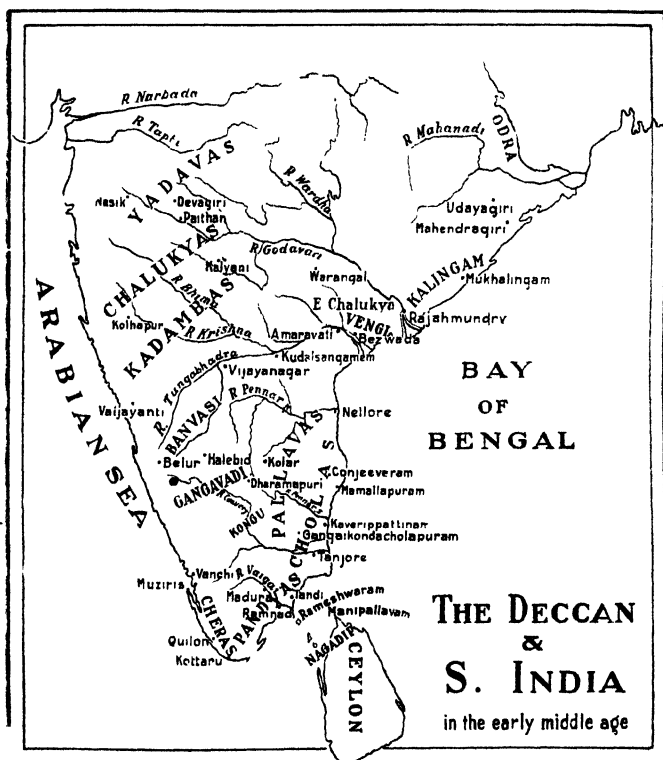 R Narbada
R Tapti
R Mahanadi
ODRA
YADAVAS
R Wardha
Nasik
Devagiri
Paithan
Udayagiri
Mahendragiri
CHALUKYAS
R Godavari
Kalyani
Warangal
KALINGAM
Mukhalingam
R Bhima
KADAMBAS
E Chalukya
VENGI
Rajahmundry
Kolhapur
R Krishna
Amaravati
Bezwada
Kudalsangamam
ARABIAN SEA
R. Tungabhadra
Vijayanagar
BAY
OF
BENGAL
Vaijayanti
BANVASI
R Pennar
Nellore
PALLAVAS
CHOLAS
Belur
Halebid
Kolar
Conjeeveram
GANGAVADI
Dharamapuri
Mamallapuram
KONGU
Kaverippattinam
Gangaikondacholapuram
Tanjore
Vanchi
R Vaigai
Muziris
Madura
Tandi
Rameshwaram
Ramnad
Manipallavam
CHERAS
PANDYAS
NAGADIP
Quilon
Kottaru
CEYLON
THE DECCAN
&
S. INDIA
in the early middle age